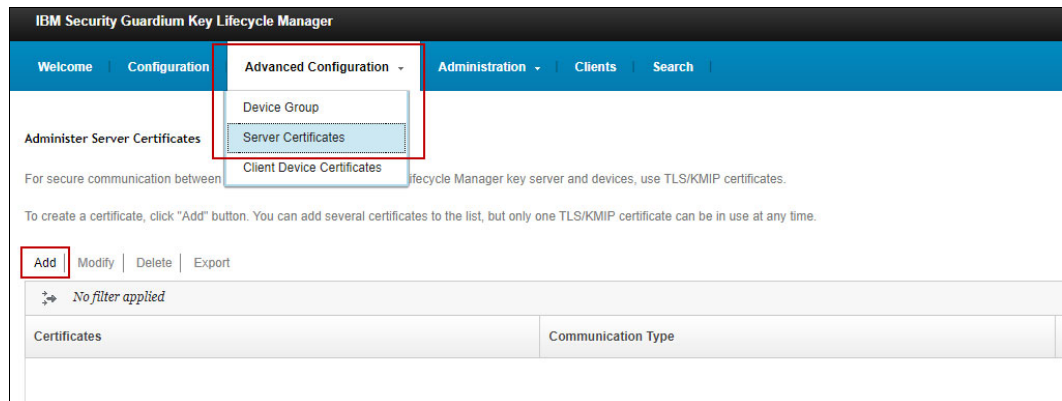 IBM Security Guardium Key Lifecycle Manager
Welcome Configuration Advanced Configuration Administration Clients Search
Device Group
Administer Server Certificates Server Certificates
Client Device Certificates
For secure communication between ifecycle Manager key server and devices, use TLS/KMIP certificates.
To create a certificate, click "Add" button. You can add several certificates to the list, but only one TLS/KMIP certificate can be in use at any time.
Add Modify Delete Export
No filter applied
Certificates Communication Type